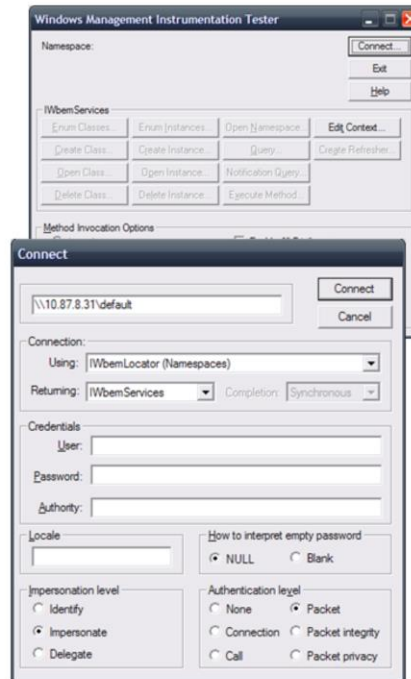 Windows Management Instrumentation Tester
Namespace:
Connect...
Exit
Help
IWbemServices
Enum Classes... Enum Instances... Open Namespace... Edit Context...
Create Class... Create Instance... Query... Create Refresher...
Open Class... Open Instance... Notification Query...
Delete Class... Delete Instance... Execute Method...
Method Invocation Options
Connect
\\10.87.8.31\default
Connect
Cancel
Connection:
Using: IWbemLocator (Namespaces)
Returning: IWbemServices Completion: Synchronous
Credentials
User:
Password:
Authority:
Locale
How to interpret empty password
NULL Blank
Impersonation level
Identify
Impersonate
Delegate
Authentication level
None Packet
Connection Packet integrity
Call Packet privacy